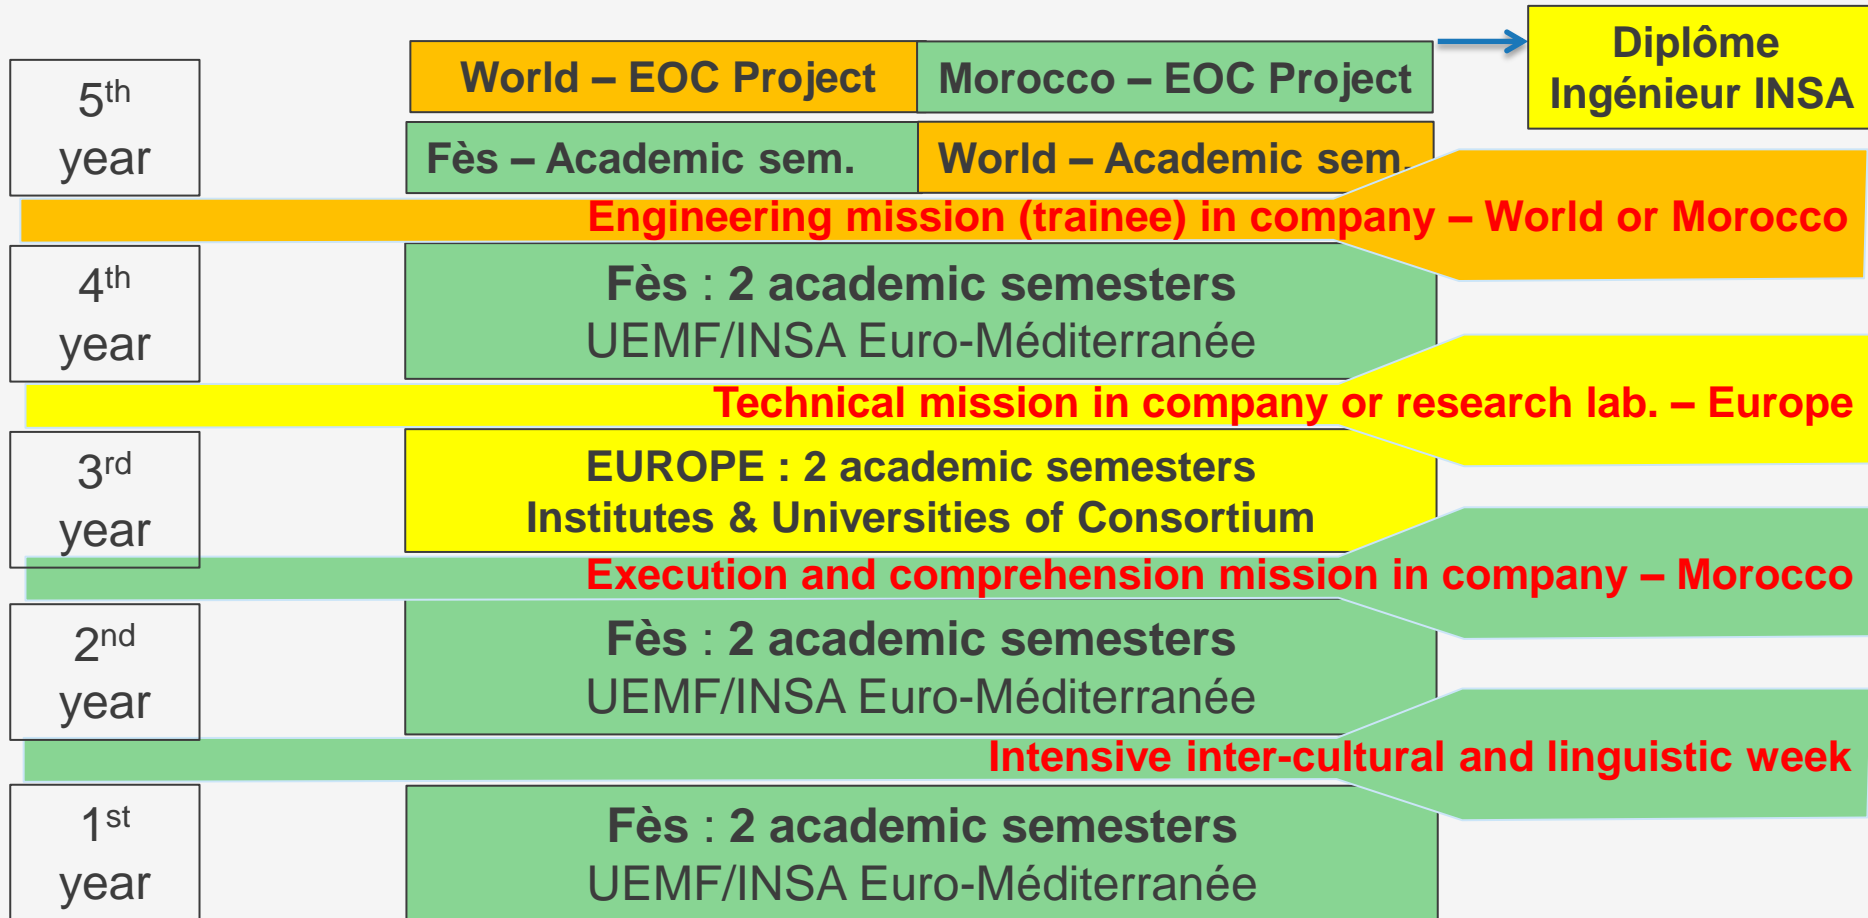 5th
year
World – EOC Project
Morocco – EOC Project
Diplôme
Ingénieur INSA
Fès – Academic sem.
World – Academic sem.
Engineering mission (trainee) in company – World or Morocco
4th
year
Fès : 2 academic semesters
UEMF/INSA Euro-Méditerranée
Technical mission in company or research lab. – Europe
3rd
year
EUROPE : 2 academic semesters
Institutes & Universities of Consortium
Execution and comprehension mission in company – Morocco
2nd
year
Fès : 2 academic semesters
UEMF/INSA Euro-Méditerranée
Intensive inter-cultural and linguistic week
1st
year
Fès : 2 academic semesters
UEMF/INSA Euro-Méditerranée